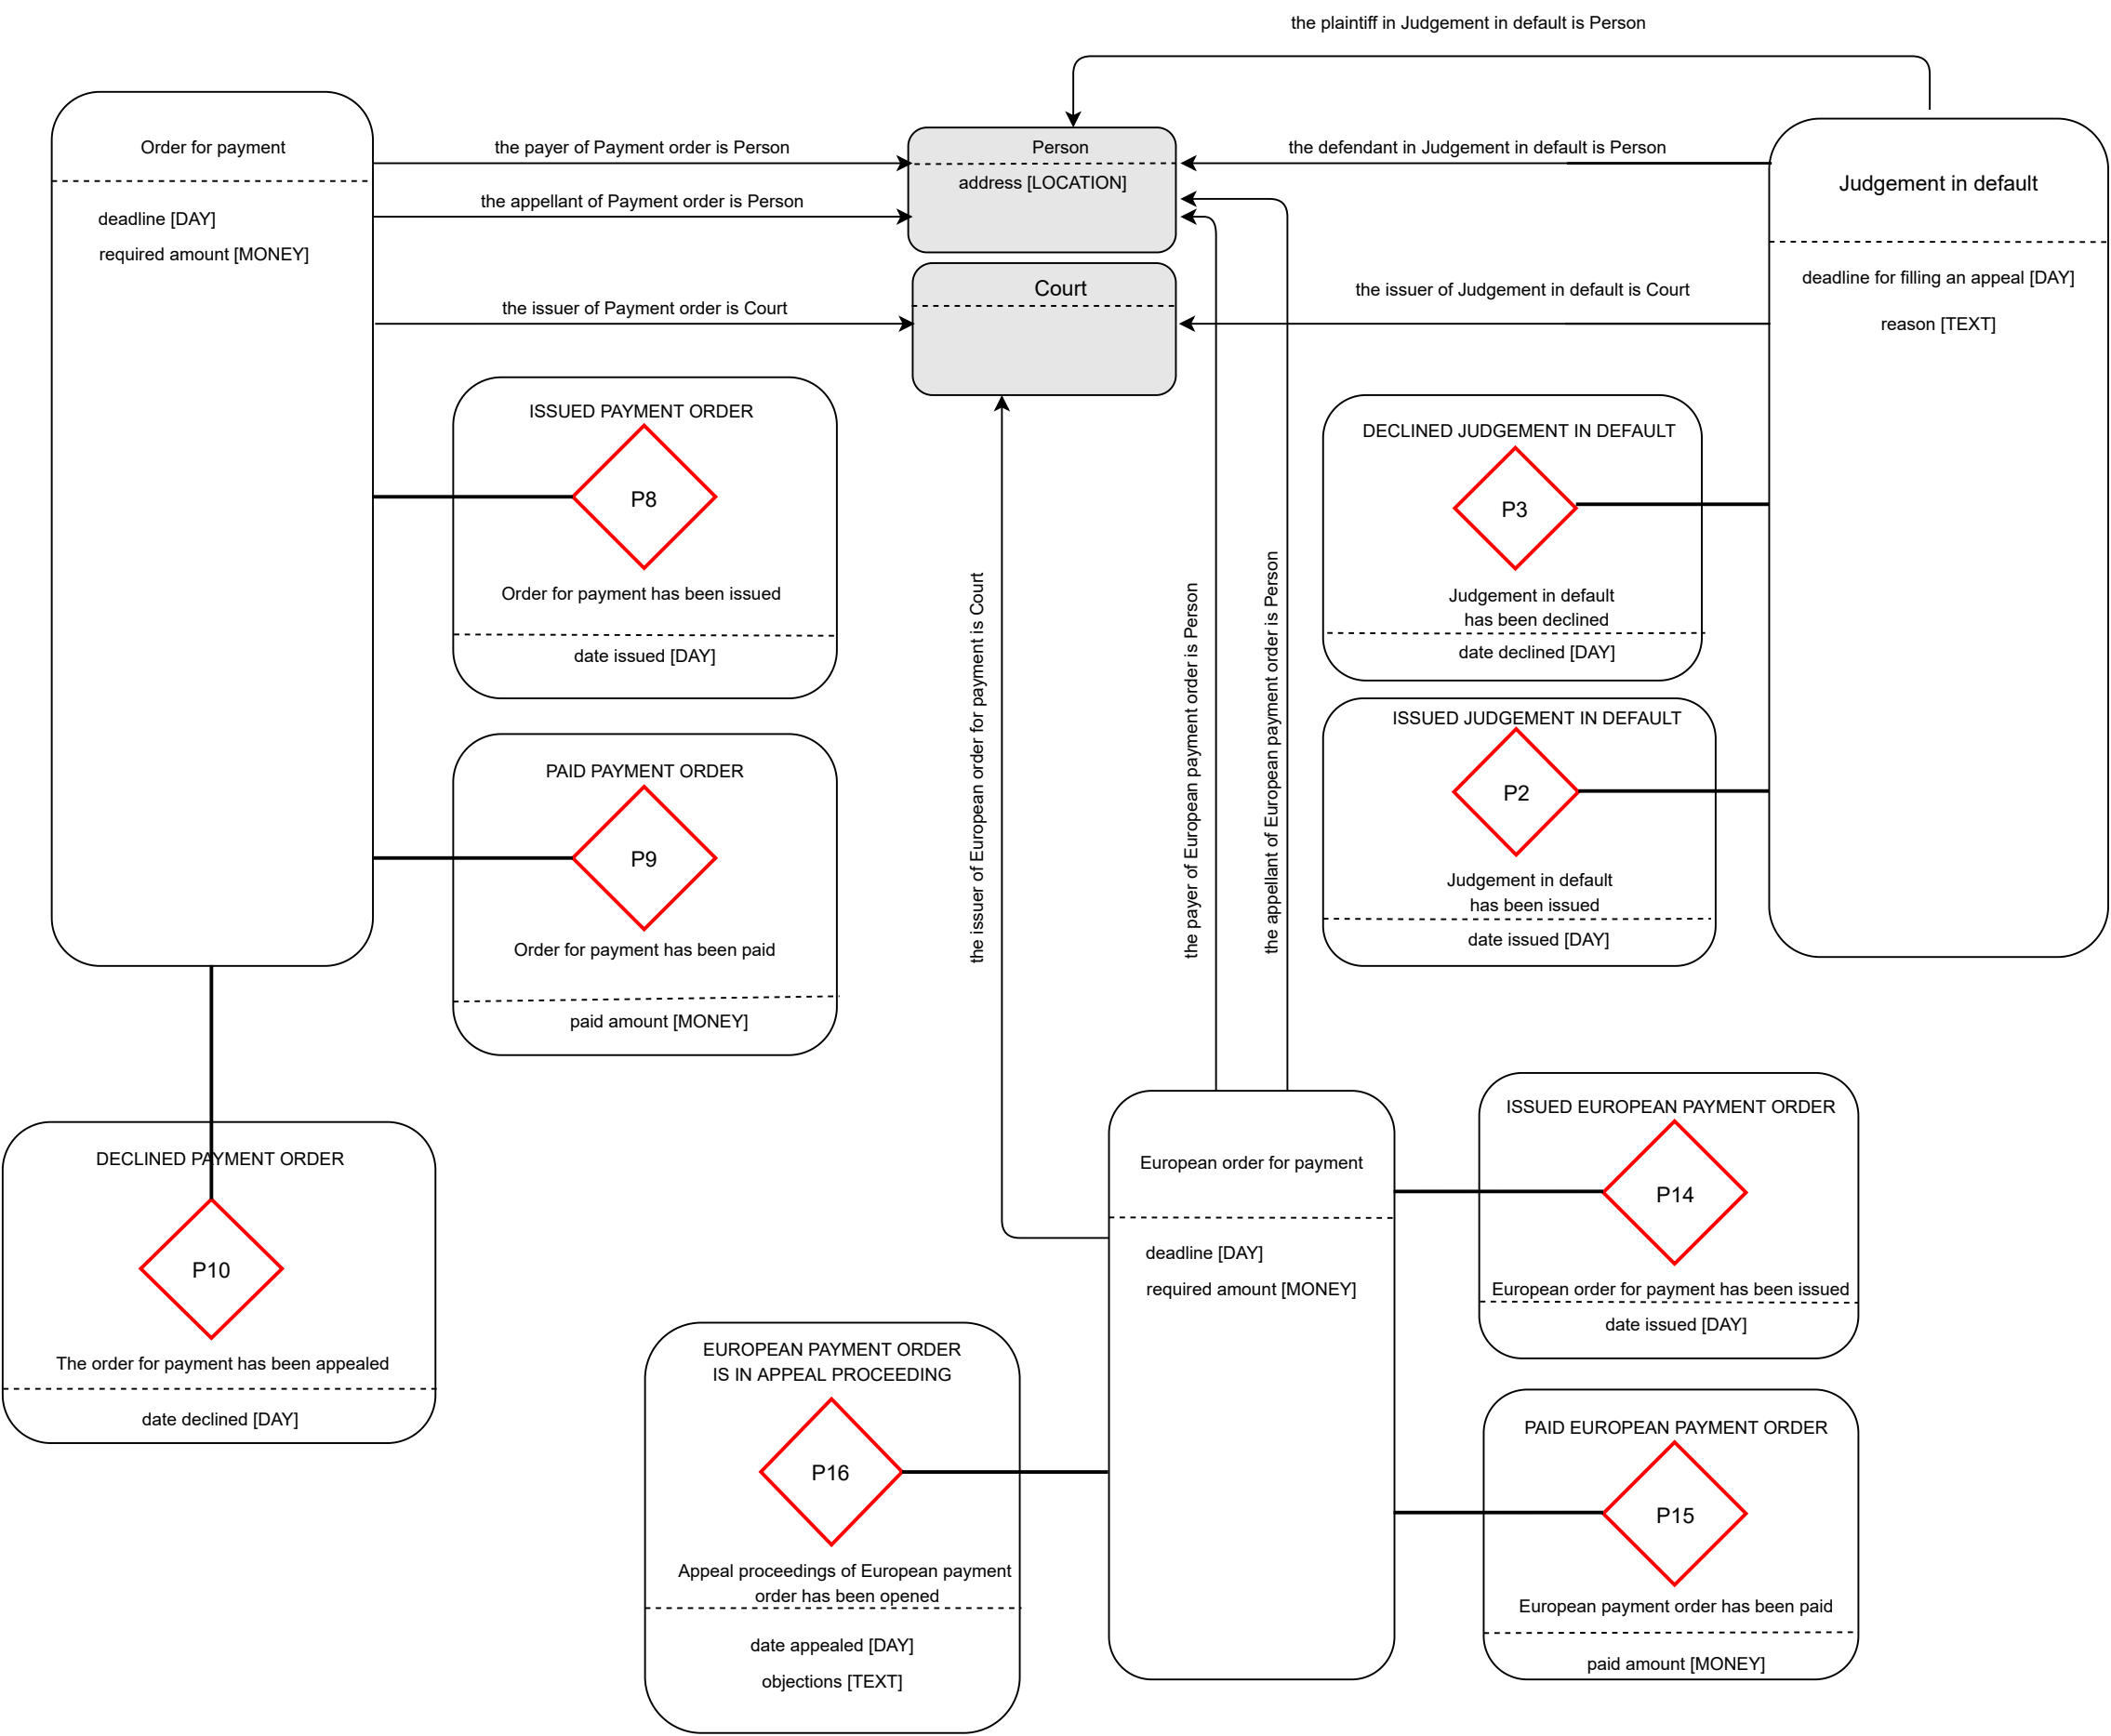 the plaintiff in Judgement in default is Person
Order for payment
deadline [DAY]
required amount [MONEY]
the payer of Payment order is Person
the appellant of Payment order is Person
the issuer of Payment order is Court
Person
address [LOCATION]
Court
the defendant in Judgement in default is Person
the issuer of Judgement in default is Court
Judgement in default
deadline for filling an appeal [DAY]
reason [TEXT]
ISSUED PAYMENT ORDER
P8
Order for payment has been issued
date issued [DAY]
PAID PAYMENT ORDER
P9
Order for payment has been paid
paid amount [MONEY]
DECLINED PAYMENT ORDER
P10
The order for payment has been appealed
date declined [DAY]
the issuer of European order for payment is Court
the payer of European payment order is Person
the appellant of European payment order is Person
DECLINED JUDGEMENT IN DEFAULT
P3
Judgement in default
has been declined
date declined [DAY]
ISSUED JUDGEMENT IN DEFAULT
P2
Judgement in default
has been issued
date issued [DAY]
European order for payment
deadline [DAY]
required amount [MONEY]
ISSUED EUROPEAN PAYMENT ORDER
P14
European order for payment has been issued
date issued [DAY]
EUROPEAN PAYMENT ORDER
IS IN APPEAL PROCEEDING
P16
Appeal proceedings of European payment
order has been opened
date appealed [DAY]
objections [TEXT]
PAID EUROPEAN PAYMENT ORDER
P15
European payment order has been paid
paid amount [MONEY]